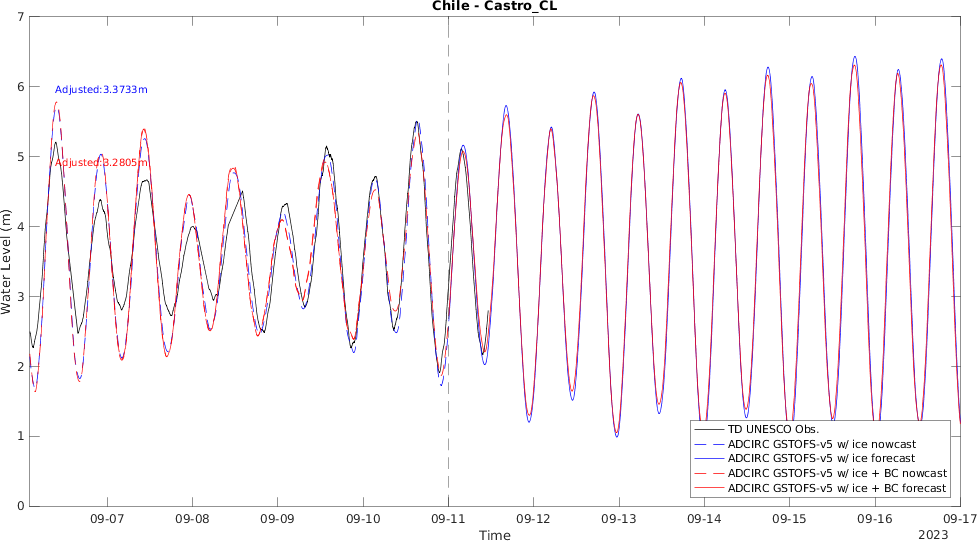 Chile - Castro_CL
7
6
5
4
3
2
1
0
Water Level (m)
Adjusted:3.3733m
Adjusted:3.2805m
TD UNESCO Obs.
ADCIRC GSTOFS-v5 w/ ice nowcast
ADCIRC GSTOFS-v5 w/ ice forecast
ADCIRC GSTOFS-v5 w/ ice + BC nowcast
ADCIRC GSTOFS-v5 w/ ice + BC forecast
09-07 09-08 09-09 09-10 09-11 09-12 09-13 09-14 09-15 09-16 09-17
Time
2023